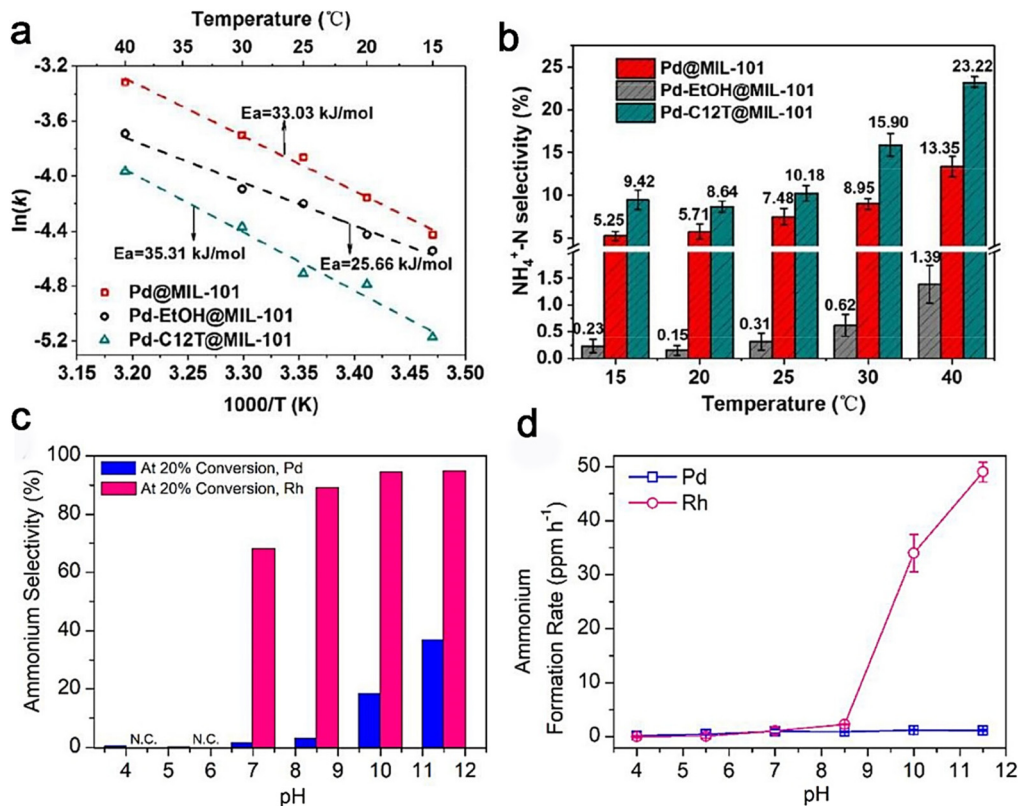 a
Temperature (℃)
40 35 30 25 20 15
-3.2
-3.6
-4.0
-4.4
-4.8
-5.2
ln(k)
Ea=33.03 kJ/mol
Ea=35.31 kJ/mol
Ea=25.66 kJ/mol
Pd@MIL-101
Pd-EtOH@MIL-101
Pd-C12T@MIL-101
3.15 3.20 3.25 3.30 3.35 3.40 3.45 3.50
1000/T (K)
b
NH₄⁺-N selectivity (%)
25
20
15
10
5
1.5
1.0
0.5
0.0
Pd@MIL-101
Pd-EtOH@MIL-101
Pd-C12T@MIL-101
0.23 5.25 9.42
0.15 5.71 8.64
0.31 7.48 10.18
0.62 8.95 15.90
1.39 13.35 23.22
15 20 25 30 40
Temperature (℃)
c
Ammonium Selectivity (%)
100
80
60
40
20
0
At 20% Conversion, Pd
At 20% Conversion, Rh
N.C. N.C.
4 5 6 7 8 9 10 11 12
pH
d
Ammonium
Formation Rate (ppm h⁻¹)
50
40
30
20
10
0
Pd
Rh
4 5 6 7 8 9 10 11 12
pH